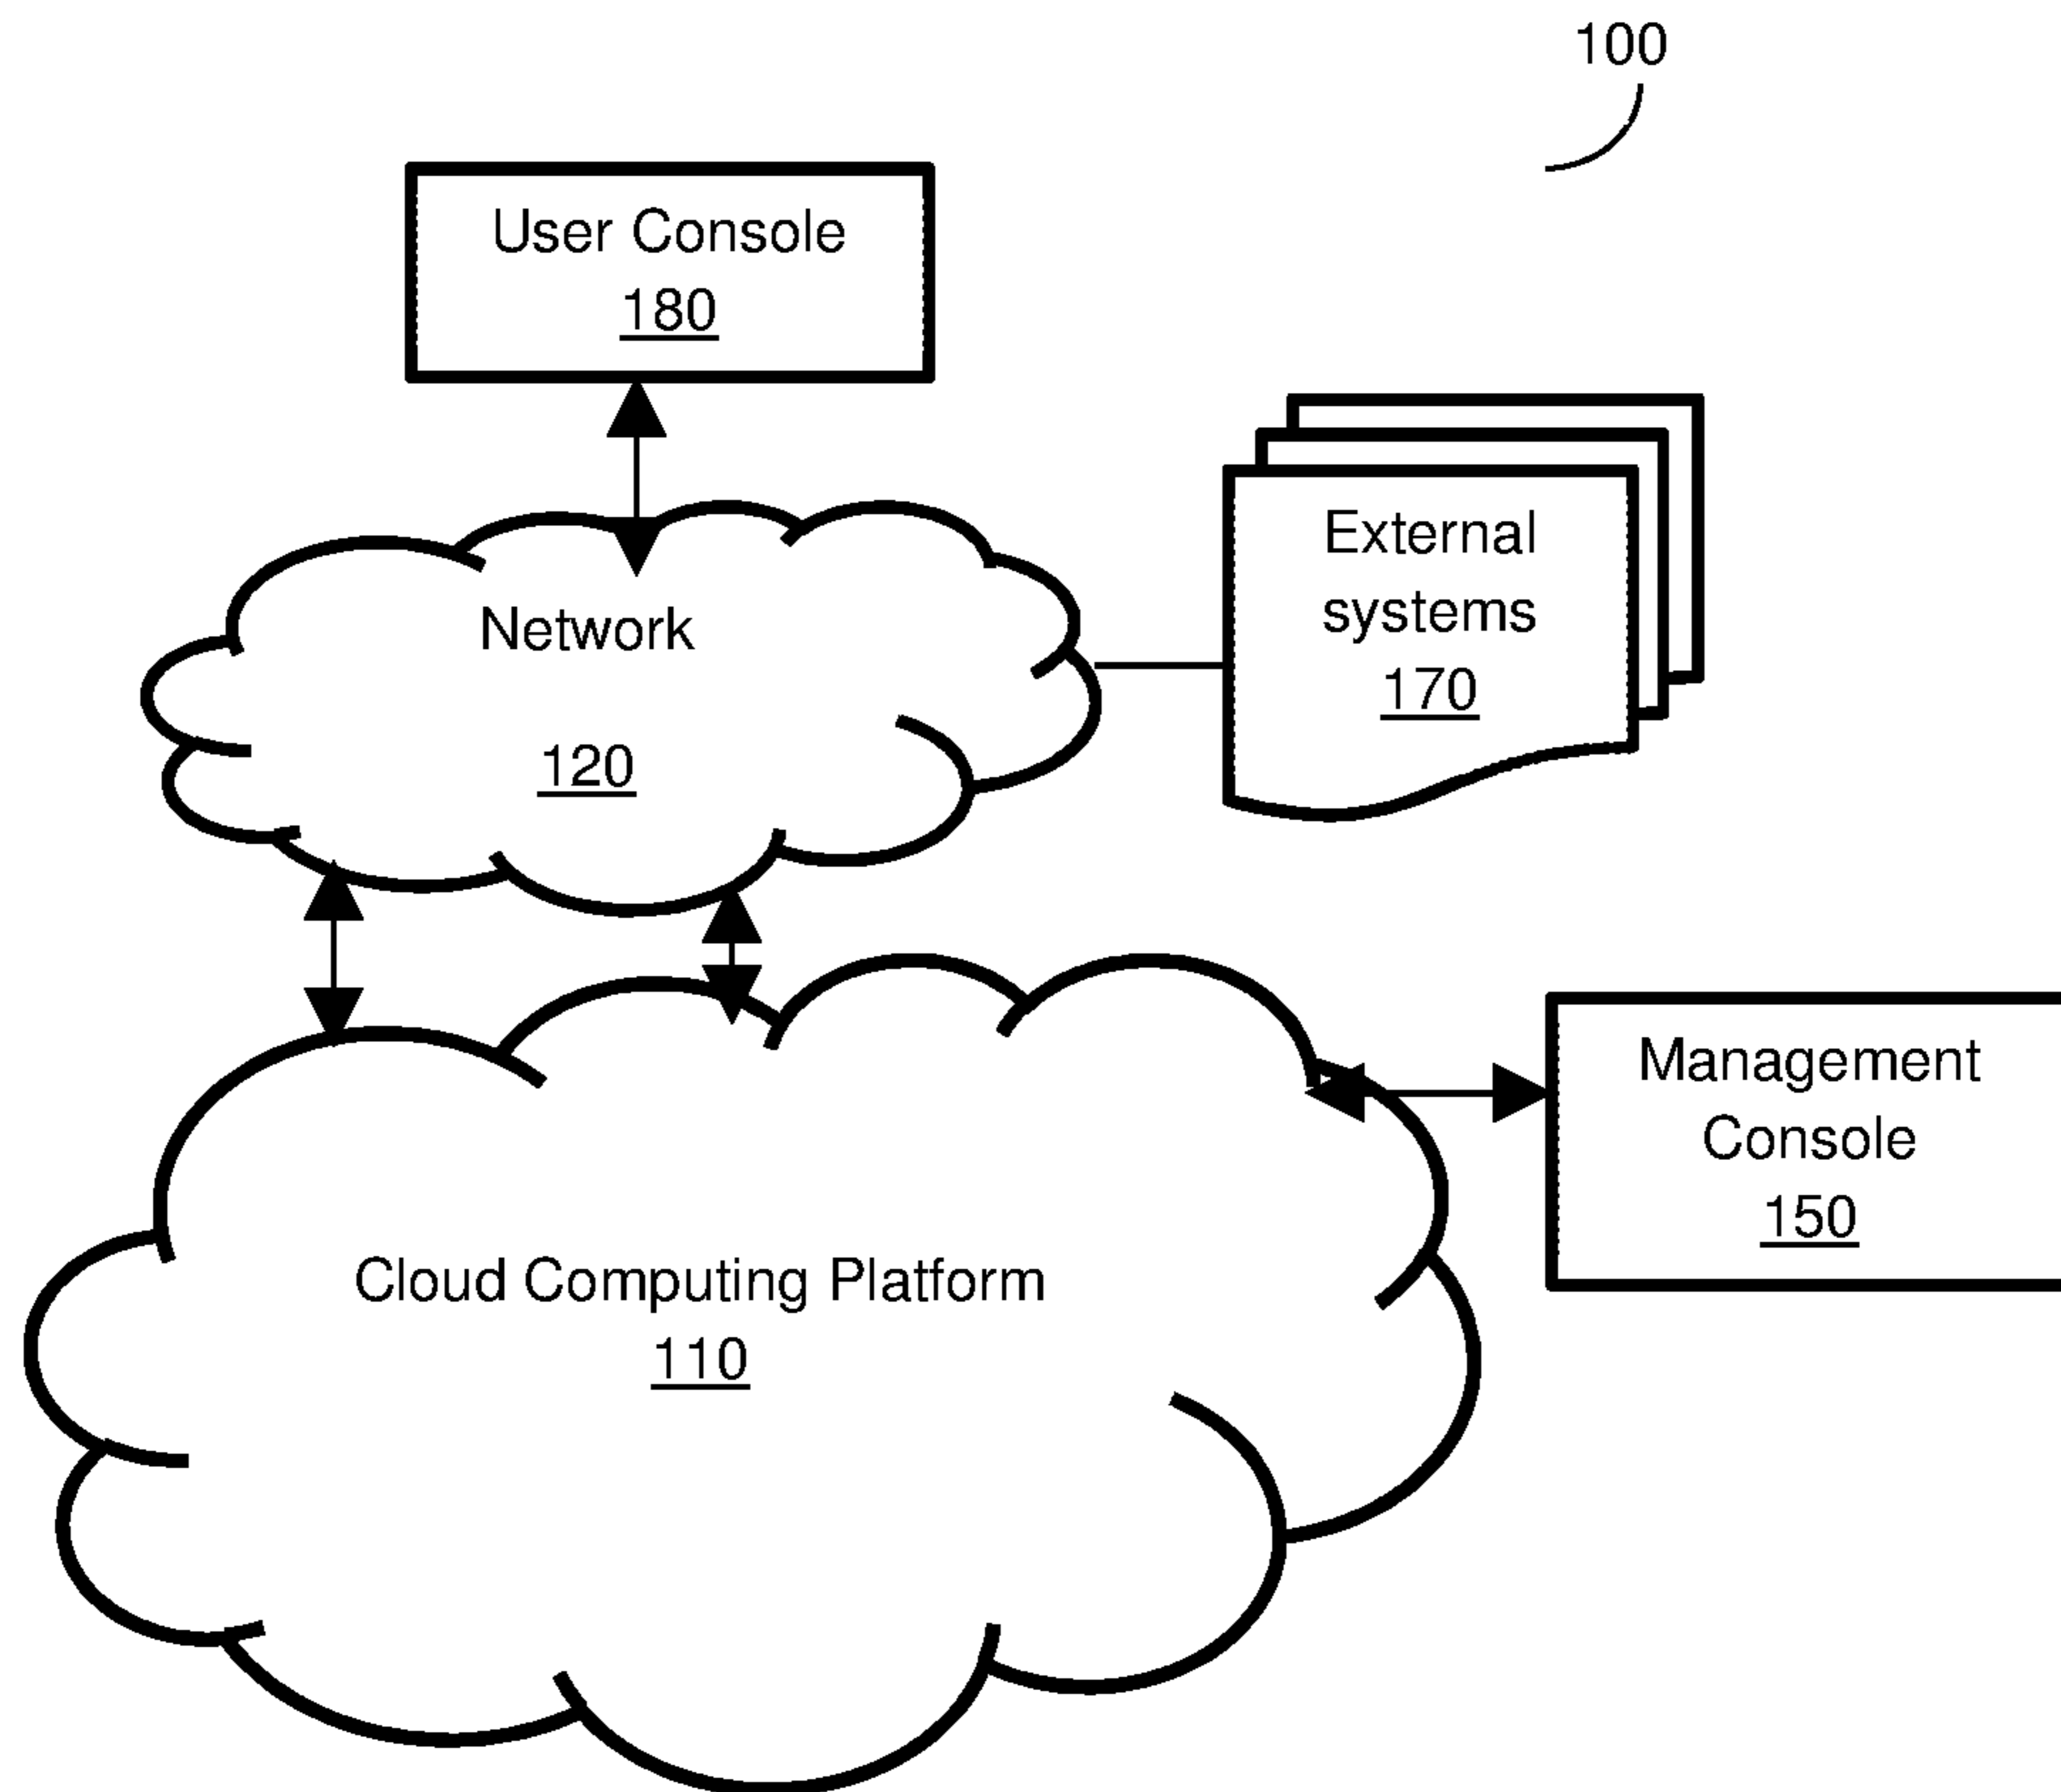 100
User Console
180
External
systems
170
Network
120
Management
Console
150
Cloud Computing Platform
110